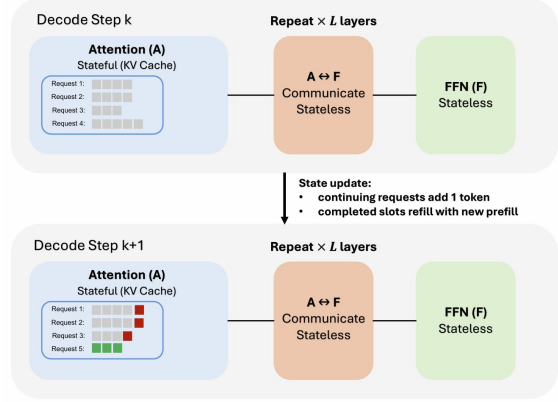 Decode Step k
Repeat × L layers
Attention (A)
Stateful (KV Cache)
Request 1:
Request 2:
Request 3:
Request 4:
A ↔ F
Communicate
Stateless
FFN (F)
Stateless
State update:
• continuing requests add 1 token
• completed slots refill with new prefill
Decode Step k+1
Repeat × L layers
Attention (A)
Stateful (KV Cache)
Request 1:
Request 2:
Request 3:
Request 5:
A ↔ F
Communicate
Stateless
FFN (F)
Stateless